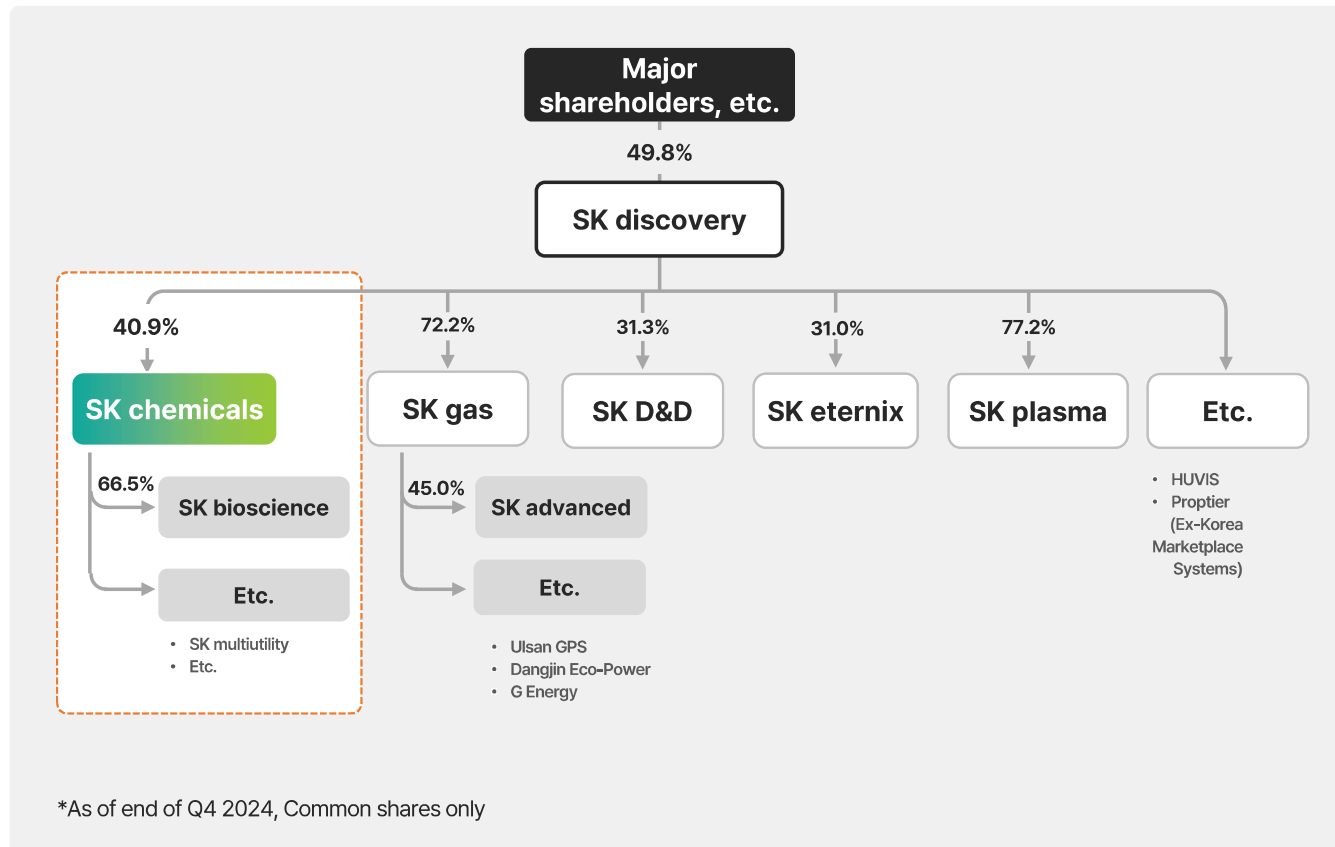 Major
shareholders, etc.
49.8%
SK discovery
40.9%
72.2%
31.3%
31.0%
77.2%
SK chemicals
SK gas
SK D&D
SK eternix
SK plasma
Etc.
66.5%
SK bioscience
Etc.
• SK multiutility
• Etc.
45.0%
SK advanced
Etc.
• Ulsan GPS
• Dangjin Eco-Power
• G Energy
• HUVIS
• Proptier
(Ex-Korea
Marketplace
Systems)
*As of end of Q4 2024, Common shares only